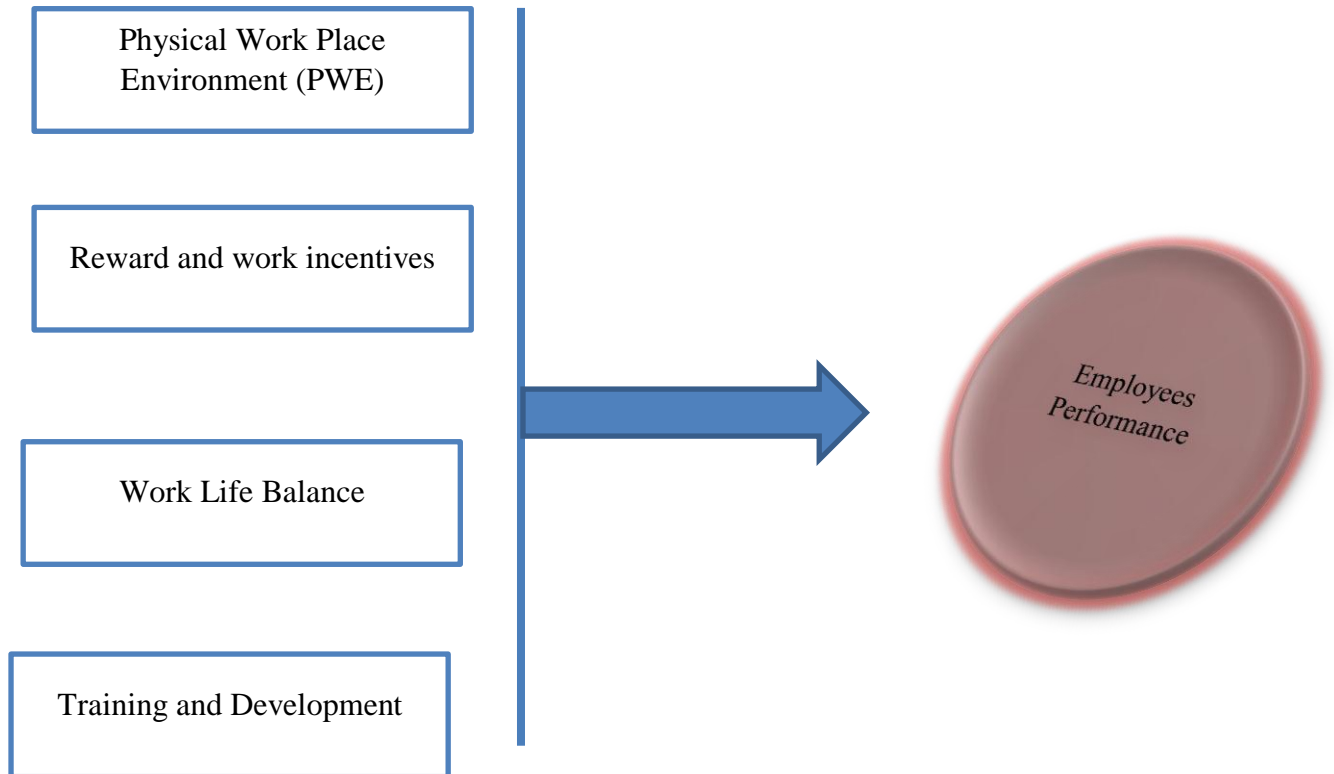 Physical Work Place
Environment (PWE)
Reward and work incentives
Work Life Balance
Training and Development
Employees
Performance